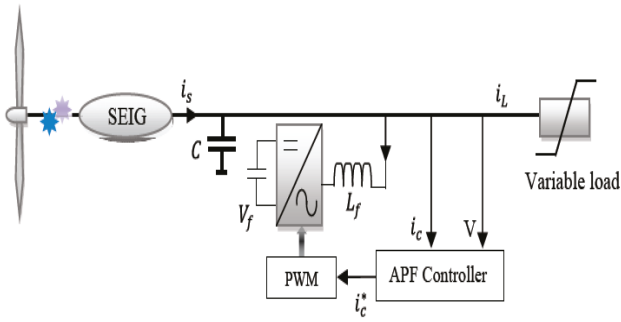 SEIG
i_s
i_L
C
V_f
L_f
Variable load
i_c
V
PWM
i_c^*
APF Controller